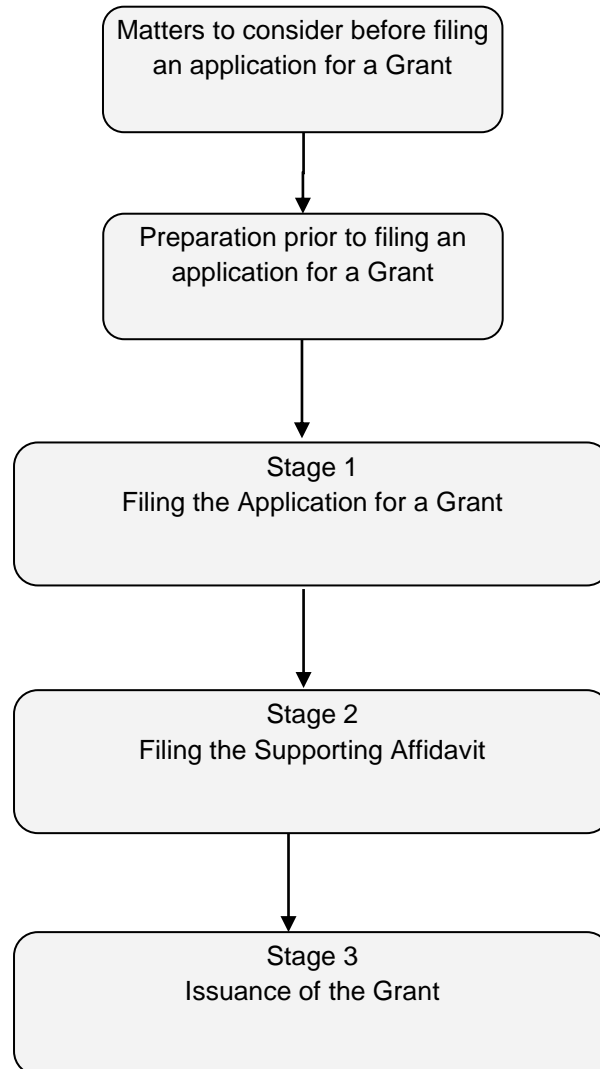 Matters to consider before filing
an application for a Grant
Preparation prior to filing an
application for a Grant
Stage 1
Filing the Application for a Grant
Stage 2
Filing the Supporting Affidavit
Stage 3
Issuance of the Grant